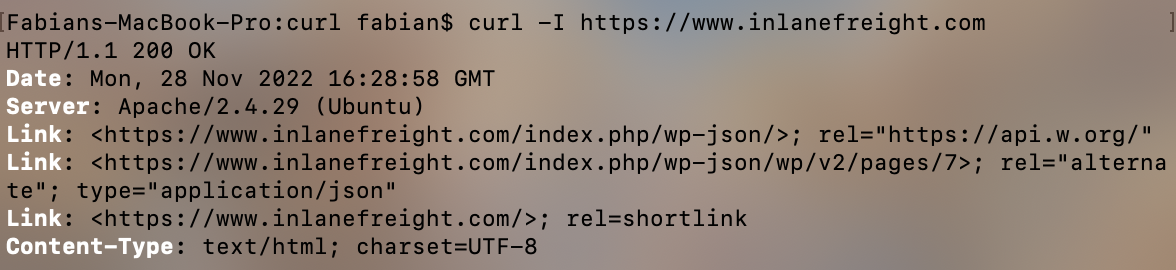 [Fabians-MacBook-Pro:curl fabian$ curl -I https://www.inlanefreight.com ]
HTTP/1.1 200 OK
Date: Mon, 28 Nov 2022 16:28:58 GMT
Server: Apache/2.4.29 (Ubuntu)
Link: <https://www.inlanefreight.com/index.php/wp-json/>; rel="https://api.w.org/"
Link: <https://www.inlanefreight.com/index.php/wp-json/wp/v2/pages/7>; rel="alterna
te"; type="application/json"
Link: <https://www.inlanefreight.com/>; rel=shortlink
Content-Type: text/html; charset=UTF-8